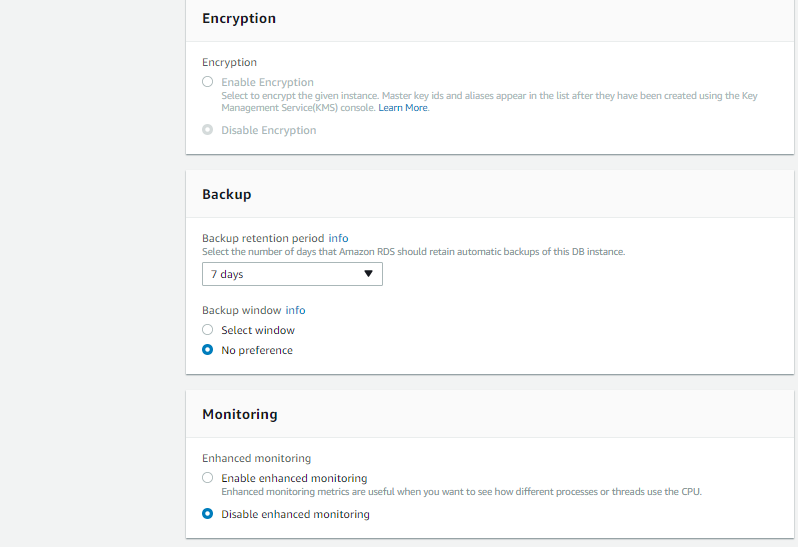 Encryption
Encryption
Enable Encryption
Select to encrypt the given instance. Master key ids and aliases appear in the list after they have been created using the Key
Management Service(KMS) console. Learn More.
Disable Encryption
Backup
Backup retention period info
Select the number of days that Amazon RDS should retain automatic backups of this DB instance.
7 days
Backup window info
Select window
No preference
Monitoring
Enhanced monitoring
Enable enhanced monitoring
Enhanced monitoring metrics are useful when you want to see how different processes or threads use the CPU.
Disable enhanced monitoring